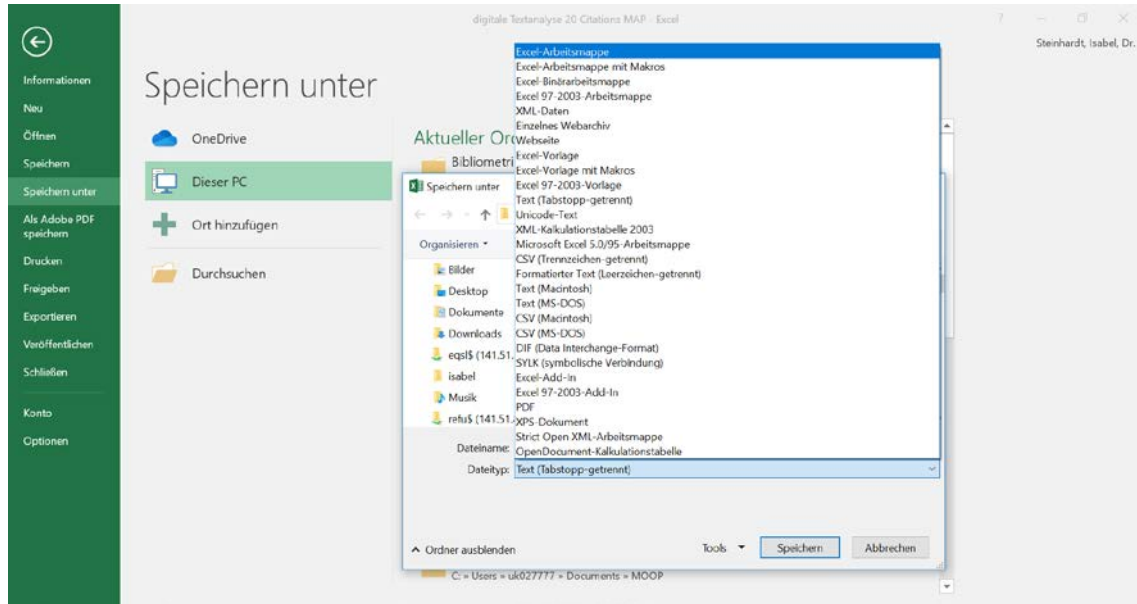 digitale Textanalyse 20 Citations MAP - Excel
?
Steinhardt, Isabel, Dr.
Informationen
Neu
Öffnen
Speichern
Speichern unter
Als Adobe PDF
speichern
Drucken
Freigeben
Exportieren
Veröffentlichen
Schließen
Konto
Optionen
Speichern unter
OneDrive
Dieser PC
Ort hinzufügen
Durchsuchen
Aktueller Or
Bibliometri
Speichern unter
Organisieren
Bilder
Desktop
Dokumente
Downloads
eqsl$ (141.51.
isabel
Musik
refu$ (141.51.
Excel-Arbeitsmappe
Excel-Arbeitsmappe mit Makros
Excel-Binärarbeitsmappe
Excel 97-2003-Arbeitsmappe
XML-Daten
Einzelnes Webarchiv
Webseite
Excel-Vorlage
Excel-Vorlage mit Makros
Excel 97-2003-Vorlage
Text (Tabstopp-getrennt)
Unicode-Text
XML-Kalkulationstabelle 2003
Microsoft Excel 5.0/95-Arbeitsmappe
CSV (Trennzeichen-getrennt)
Formatierter Text (Leerzeichen-getrennt)
Text (Macintosh)
Text (MS-DOS)
CSV (Macintosh)
CSV (MS-DOS)
DIF (Data Interchange-Format)
SYLK (symbolische Verbindung)
Excel-Add-In
Excel 97-2003-Add-In
PDF
XPS-Dokument
Strict Open XML-Arbeitsmappe
OpenDocument-Kalkulationstabelle
Dateiname:
Dateityp: Text (Tabstopp-getrennt)
Ordner ausblenden
Tools
Speichern
Abbrechen
C: » Users » uk027777 » Documents » MOOP